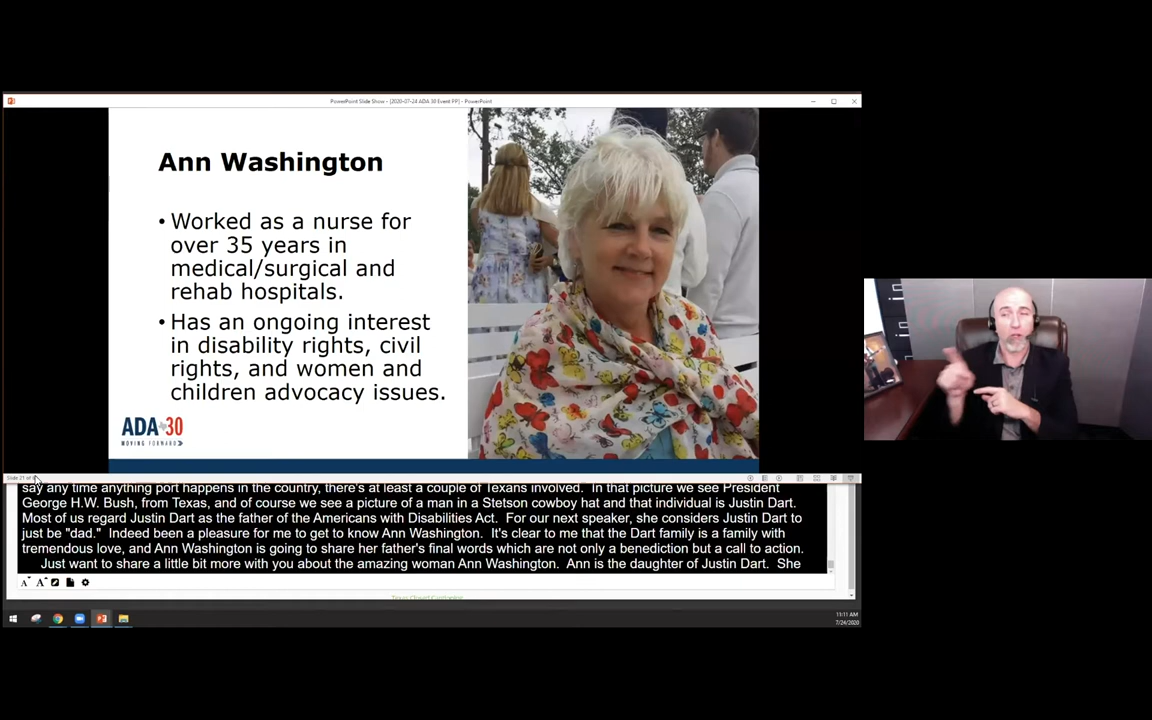 PowerPoint Slide Show - [2020-07-24 ADA 30 Event PP] - PowerPoint
Ann Washington
• Worked as a nurse for
over 35 years in
medical/surgical and
rehab hospitals.
• Has an ongoing interest
in disability rights, civil
rights, and women and
children advocacy issues.
ADA 30
MOVING FORWARD
Slide 21 of
say any time anything port happens in the country, there's at least a couple of Texans involved. In that picture we see President
George H.W. Bush, from Texas, and of course we see a picture of a man in a Stetson cowboy hat and that individual is Justin Dart.
Most of us regard Justin Dart as the father of the Americans with Disabilities Act. For our next speaker, she considers Justin Dart to
just be "dad." Indeed been a pleasure for me to get to know Ann Washington. It's clear to me that the Dart family is a family with
tremendous love, and Ann Washington is going to share her father's final words which are not only a benediction but a call to action.
Just want to share a little bit more with you about the amazing woman Ann Washington. Ann is the daughter of Justin Dart. She
Texas Closed Captioning
11:11 AM
7/24/2020